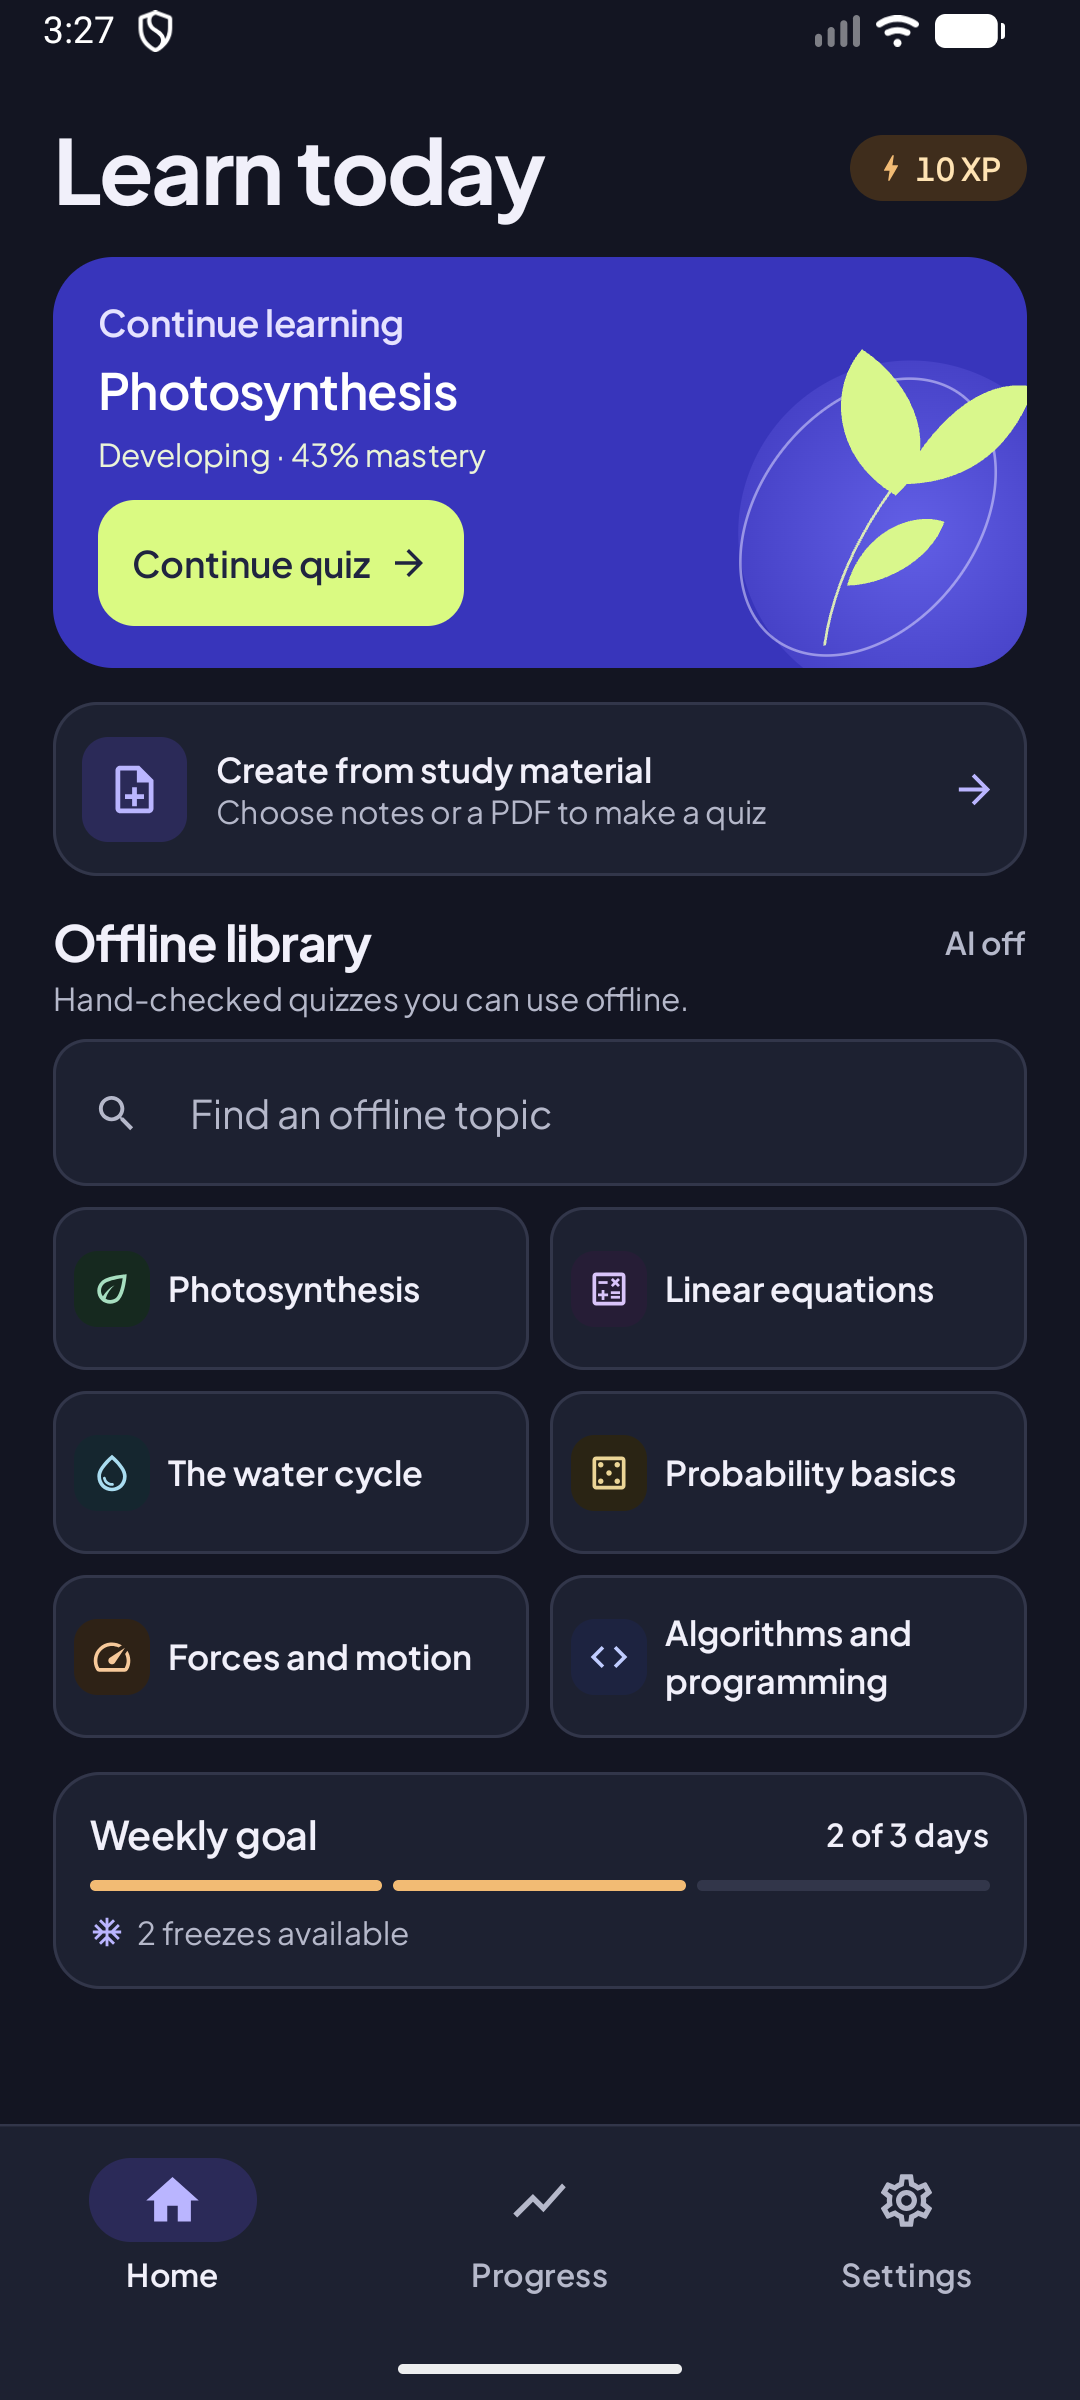 3:27
Learn today
10 XP
Continue learning
Photosynthesis
Developing · 43% mastery
Continue quiz
Create from study material
Choose notes or a PDF to make a quiz
Offline library
AI off
Hand-checked quizzes you can use offline.
Find an offline topic
Photosynthesis
Linear equations
The water cycle
Probability basics
Forces and motion
Algorithms and
programming
Weekly goal
2 of 3 days
2 freezes available
Home
Progress
Settings